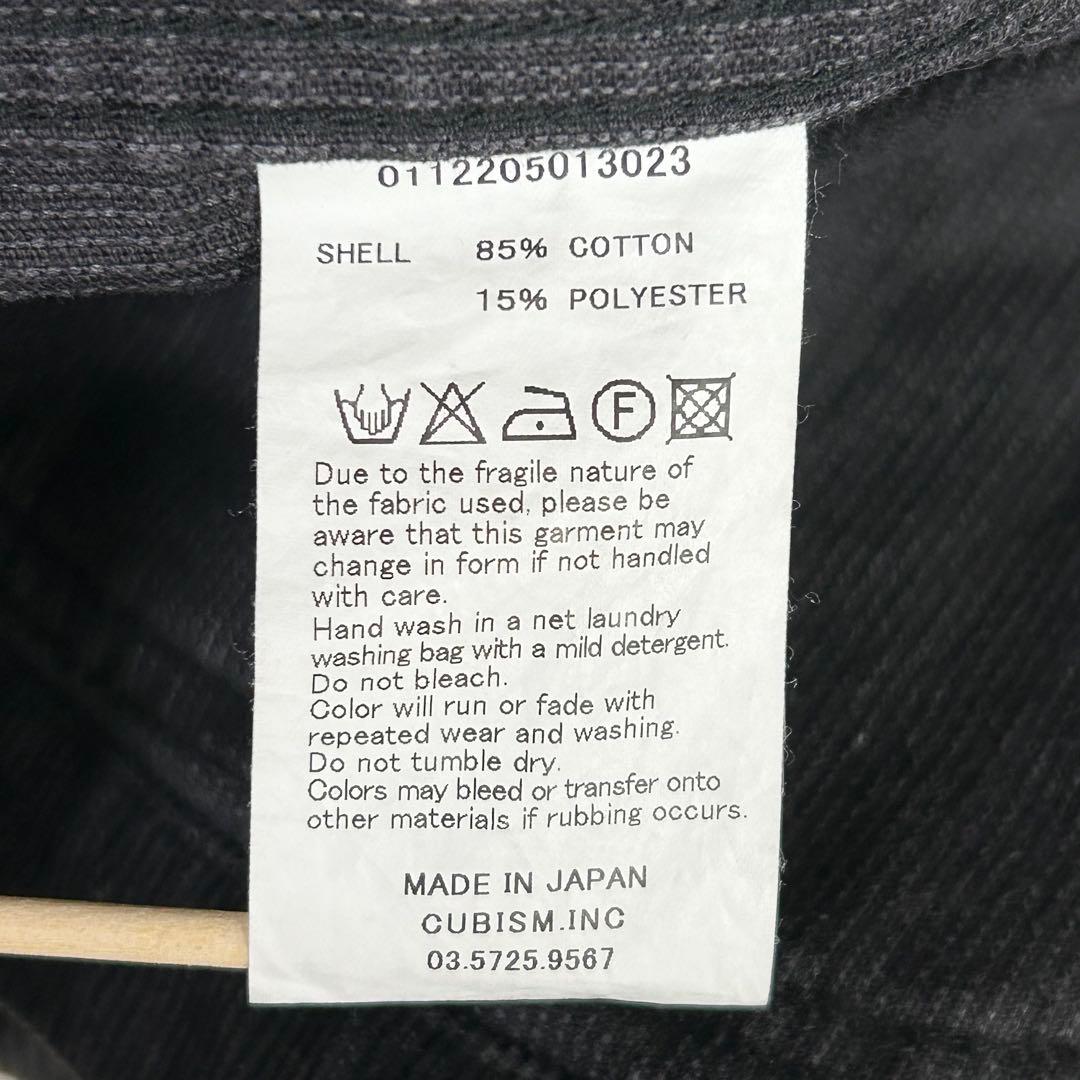 0112205013023
SHELL 85% COTTON
15% POLYESTER
F
Due to the fragile nature of
the fabric used, please be
aware that this garment may
change in form if not handled
with care.
Hand wash in a net laundry
washing bag with a mild detergent.
Do not bleach.
Color will run or fade with
repeated wear and washing.
Do not tumble dry.
Colors may bleed or transfer onto
other materials if rubbing occurs.
MADE IN JAPAN
CUBISM.INC
03.5725.9567